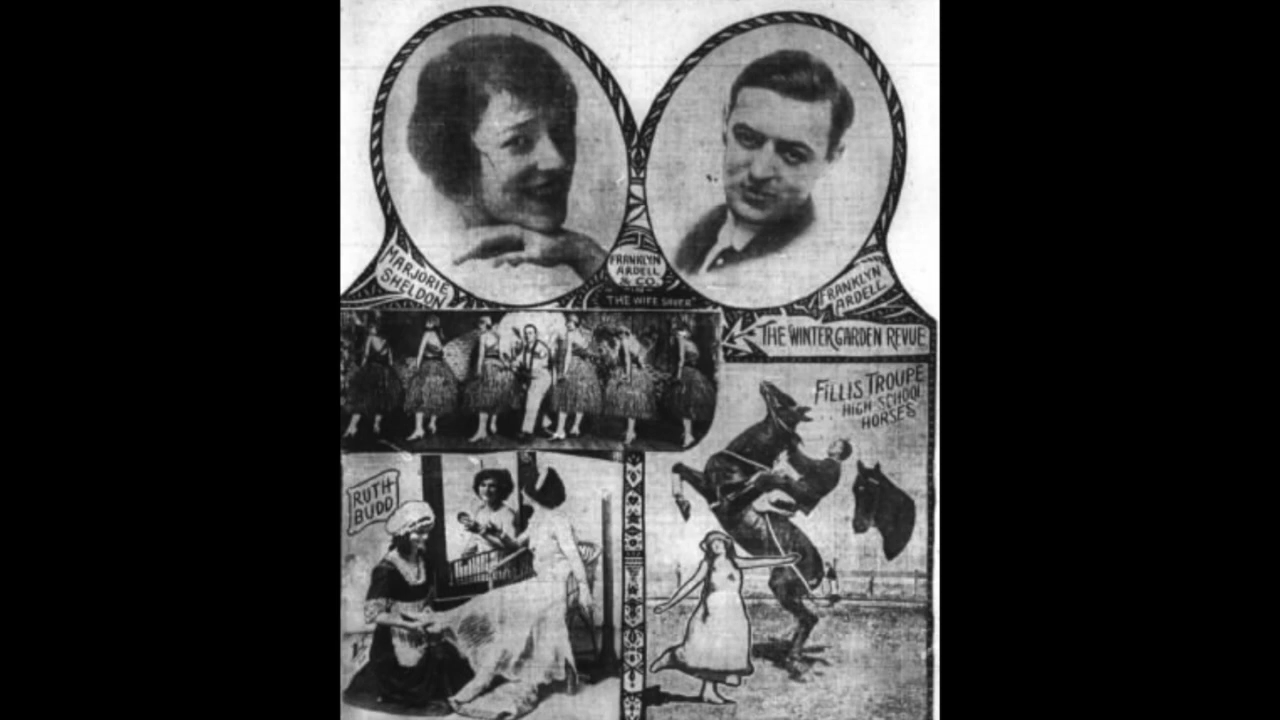 MARJORIE
SHELDON
FRANKLYN
ARDELL
& CO.
IN
"THE WIFE SAVER"
FRANKLYN
ARDELL
THE WINTER GARDEN REVUE
FILLIS TROUPE
HIGH SCHOOL
HORSES
RUTH
BUDD